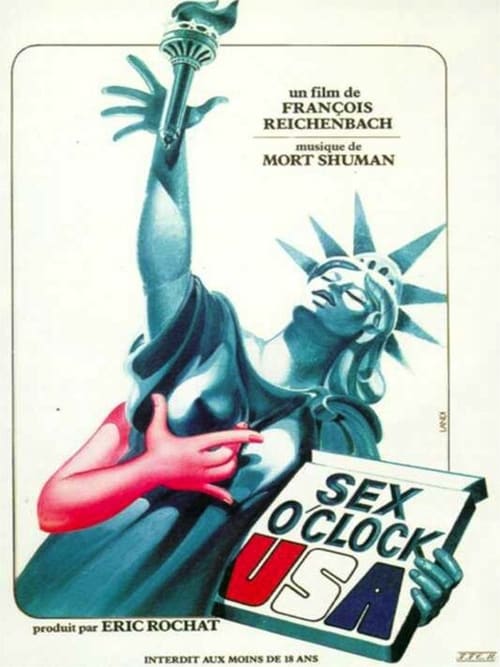 un film de
FRANÇOIS
REICHENBACH
musique de
MORT SHUMAN
LANDI
SEX
O'CLOCK
USA
produit par ERIC ROCHAT
INTERDIT AUX MOINS DE 18 ANS